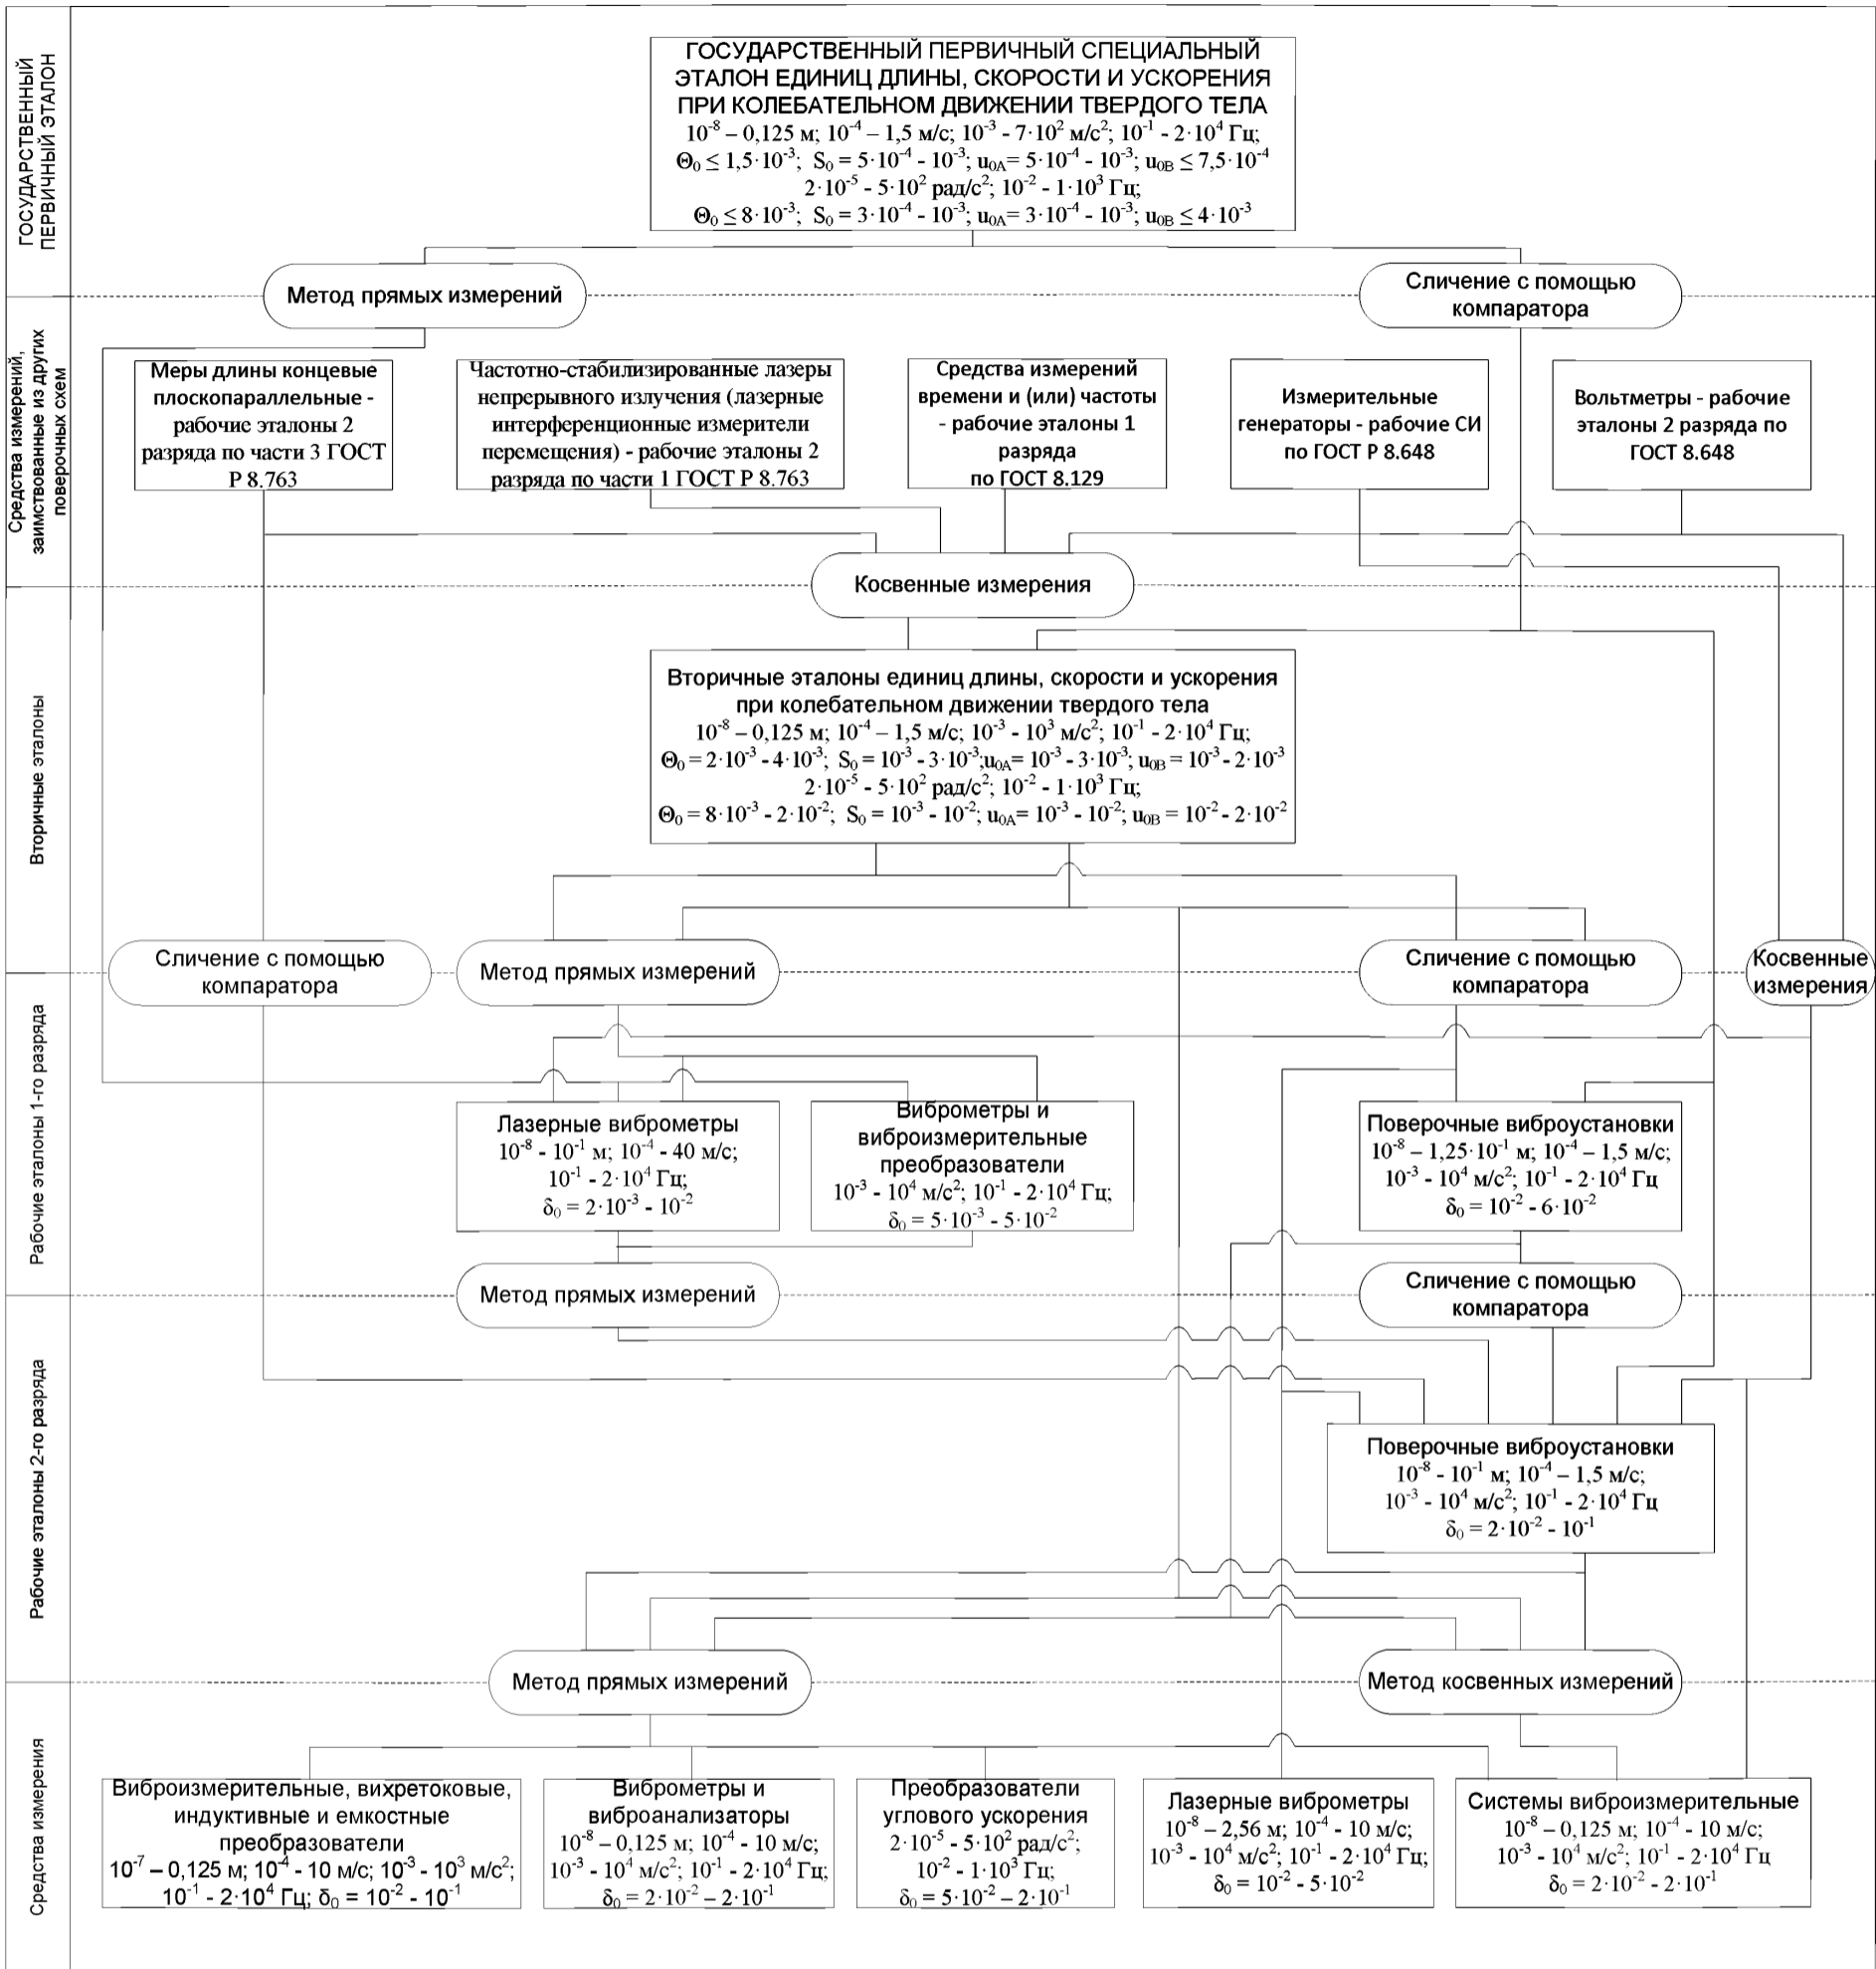 ГОСУДАРСТВЕННЫЙ
ПЕРВИЧНЫЙ ЭТАЛОН
ГОСУДАРСТВЕННЫЙ ПЕРВИЧНЫЙ СПЕЦИАЛЬНЫЙ
ЭТАЛОН ЕДИНИЦ ДЛИНЫ, СКОРОСТИ И УСКОРЕНИЯ
ПРИ КОЛЕБАТЕЛЬНОМ ДВИЖЕНИИ ТВЕРДОГО ТЕЛА
10⁻⁸ – 0,125 м; 10⁻⁴ – 1,5 м/с; 10⁻³ - 7·10² м/с²; 10⁻¹ - 2·10⁴ Гц;
Θ₀ ≤ 1,5·10⁻³; S₀ = 5·10⁻⁴ - 10⁻³; u₀A= 5·10⁻⁴ - 10⁻³; u₀B ≤ 7,5·10⁻⁴
2·10⁻⁵ - 5·10² рад/с²; 10⁻² - 1·10³ Гц;
Θ₀ ≤ 8·10⁻³; S₀ = 3·10⁻⁴ - 10⁻³; u₀A= 3·10⁻⁴ - 10⁻³; u₀B ≤ 4·10⁻³
Метод прямых измерений
Сличение с помощью
компаратора
Средства измерений,
заимствованные из других
поверочных схем
Меры длины концевые
плоскопараллельные -
рабочие эталоны 2
разряда по части 3 ГОСТ
Р 8.763
Частотно-стабилизированные лазеры
непрерывного излучения (лазерные
интерференционные измерители
перемещения) - рабочие эталоны 2
разряда по части 1 ГОСТ Р 8.763
Средства измерений
времени и (или) частоты
- рабочие эталоны 1
разряда
по ГОСТ 8.129
Измерительные
генераторы - рабочие СИ
по ГОСТ Р 8.648
Вольтметры - рабочие
эталоны 2 разряда по
ГОСТ 8.648
Косвенные измерения
Вторичные эталоны
Вторичные эталоны единиц длины, скорости и ускорения
при колебательном движении твердого тела
10⁻⁸ – 0,125 м; 10⁻⁴ – 1,5 м/с; 10⁻³ - 10³ м/с²; 10⁻¹ - 2·10⁴ Гц;
Θ₀ = 2·10⁻³ - 4·10⁻³; S₀ = 10⁻³ - 3·10⁻³;u₀A= 10⁻³ - 3·10⁻³; u₀B = 10⁻³ - 2·10⁻³
2·10⁻⁵ - 5·10² рад/с²; 10⁻² - 1·10³ Гц;
Θ₀ = 8·10⁻³ - 2·10⁻²; S₀ = 10⁻³ - 10⁻²; u₀A= 10⁻³ - 10⁻²; u₀B = 10⁻² - 2·10⁻²
Сличение с помощью
компаратора
Метод прямых измерений
Сличение с помощью
компаратора
Косвенные
измерения
Рабочие эталоны 1-го разряда
Лазерные виброметры
10⁻⁸ - 10⁻¹ м; 10⁻⁴ - 40 м/с;
10⁻¹ - 2·10⁴ Гц;
δ₀ = 2·10⁻³ - 10⁻²
Виброметры и
виброизмерительные
преобразователи
10⁻³ - 10⁴ м/с²; 10⁻¹ - 2·10⁴ Гц;
δ₀ = 5·10⁻³ - 5·10⁻²
Поверочные виброустановки
10⁻⁸ – 1,25·10⁻¹ м; 10⁻⁴ – 1,5 м/с;
10⁻³ - 10⁴ м/с²; 10⁻¹ - 2·10⁴ Гц
δ₀ = 10⁻² - 6·10⁻²
Метод прямых измерений
Сличение с помощью
компаратора
Рабочие эталоны 2-го разряда
Поверочные виброустановки
10⁻⁸ - 10⁻¹ м; 10⁻⁴ – 1,5 м/с;
10⁻³ - 10⁴ м/с²; 10⁻¹ - 2·10⁴ Гц
δ₀ = 2·10⁻² - 10⁻¹
Метод прямых измерений
Метод косвенных измерений
Средства измерения
Виброизмерительные, вихретоковые,
индуктивные и емкостные
преобразователи
10⁻⁷ – 0,125 м; 10⁻⁴ - 10 м/с; 10⁻³ - 10³ м/с²;
10⁻¹ - 2·10⁴ Гц; δ₀ = 10⁻² - 10⁻¹
Виброметры и
виброанализаторы
10⁻⁸ – 0,125 м; 10⁻⁴ - 10 м/с;
10⁻³ - 10⁴ м/с²; 10⁻¹ - 2·10⁴ Гц;
δ₀ = 2·10⁻² – 2·10⁻¹
Преобразователи
углового ускорения
2·10⁻⁵ - 5·10² рад/с²;
10⁻² - 1·10³ Гц;
δ₀ = 5·10⁻² – 2·10⁻¹
Лазерные виброметры
10⁻⁸ – 2,56 м; 10⁻⁴ - 10 м/с;
10⁻³ - 10⁴ м/с²; 10⁻¹ - 2·10⁴ Гц;
δ₀ = 10⁻² - 5·10⁻²
Системы виброизмерительные
10⁻⁸ – 0,125 м; 10⁻⁴ - 10 м/с;
10⁻³ - 10⁴ м/с²; 10⁻¹ - 2·10⁴ Гц
δ₀ = 2·10⁻² - 2·10⁻¹